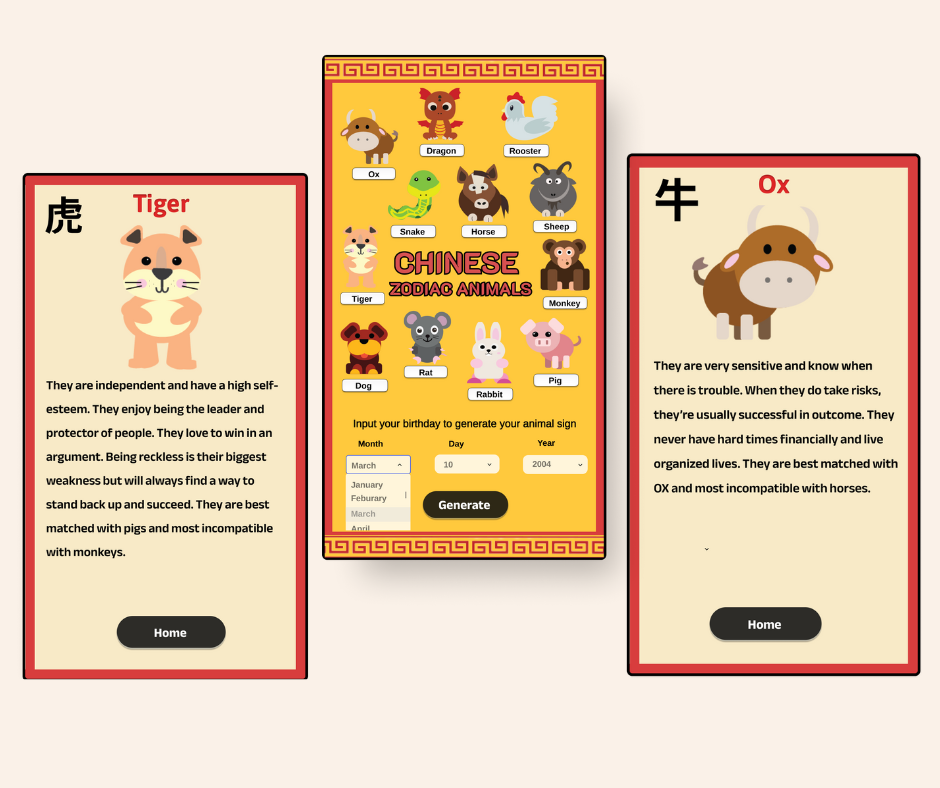 虎
Tiger
They are independent and have a high self-
esteem. They enjoy being the leader and
protector of people. They love to win in an
argument. Being reckless is their biggest
weakness but will always find a way to
stand back up and succeed. They are best
matched with pigs and most incompatible
with monkeys.
Home
Dragon
Rooster
Ox
Snake
Horse
Sheep
CHINESE
ZODIAC ANIMALS
Tiger
Monkey
Dog
Rat
Rabbit
Pig
Input your birthday to generate your animal sign
Month
Day
Year
March
10
2004
January
Feburary
March
April
Generate
牛
Ox
They are very sensitive and know when
there is trouble. When they do take risks,
they're usually successful in outcome. They
never have hard times financially and live
organized lives. They are best matched with
OX and most incompatible with horses.
Home